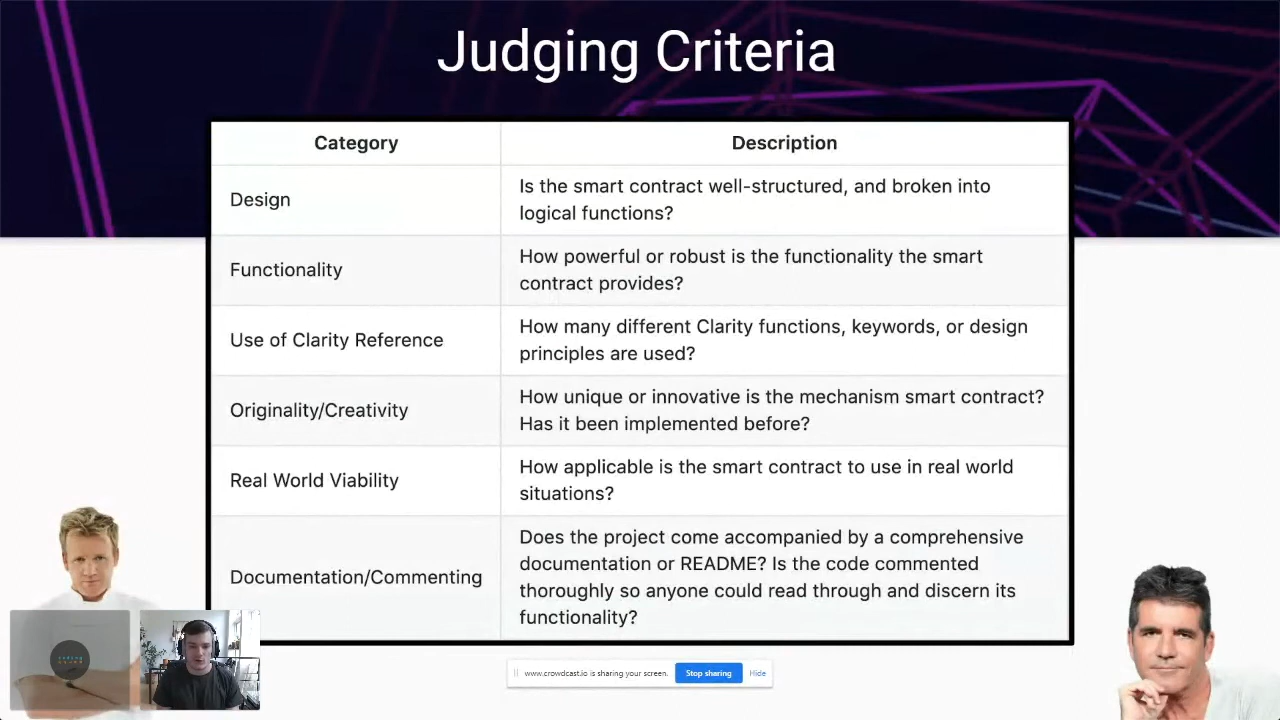 Judging Criteria
Category
Description
Design
Is the smart contract well-structured, and broken into
logical functions?
Functionality
How powerful or robust is the functionality the smart
contract provides?
Use of Clarity Reference
How many different Clarity functions, keywords, or design
principles are used?
Originality/Creativity
How unique or innovative is the mechanism smart contract?
Has it been implemented before?
Real World Viability
How applicable is the smart contract to use in real world
situations?
Documentation/Commenting
Does the project come accompanied by a comprehensive
documentation or README? Is the code commented
thoroughly so anyone could read through and discern its
functionality?
www.crowdcast.io is sharing your screen.
Stop sharing
Hide